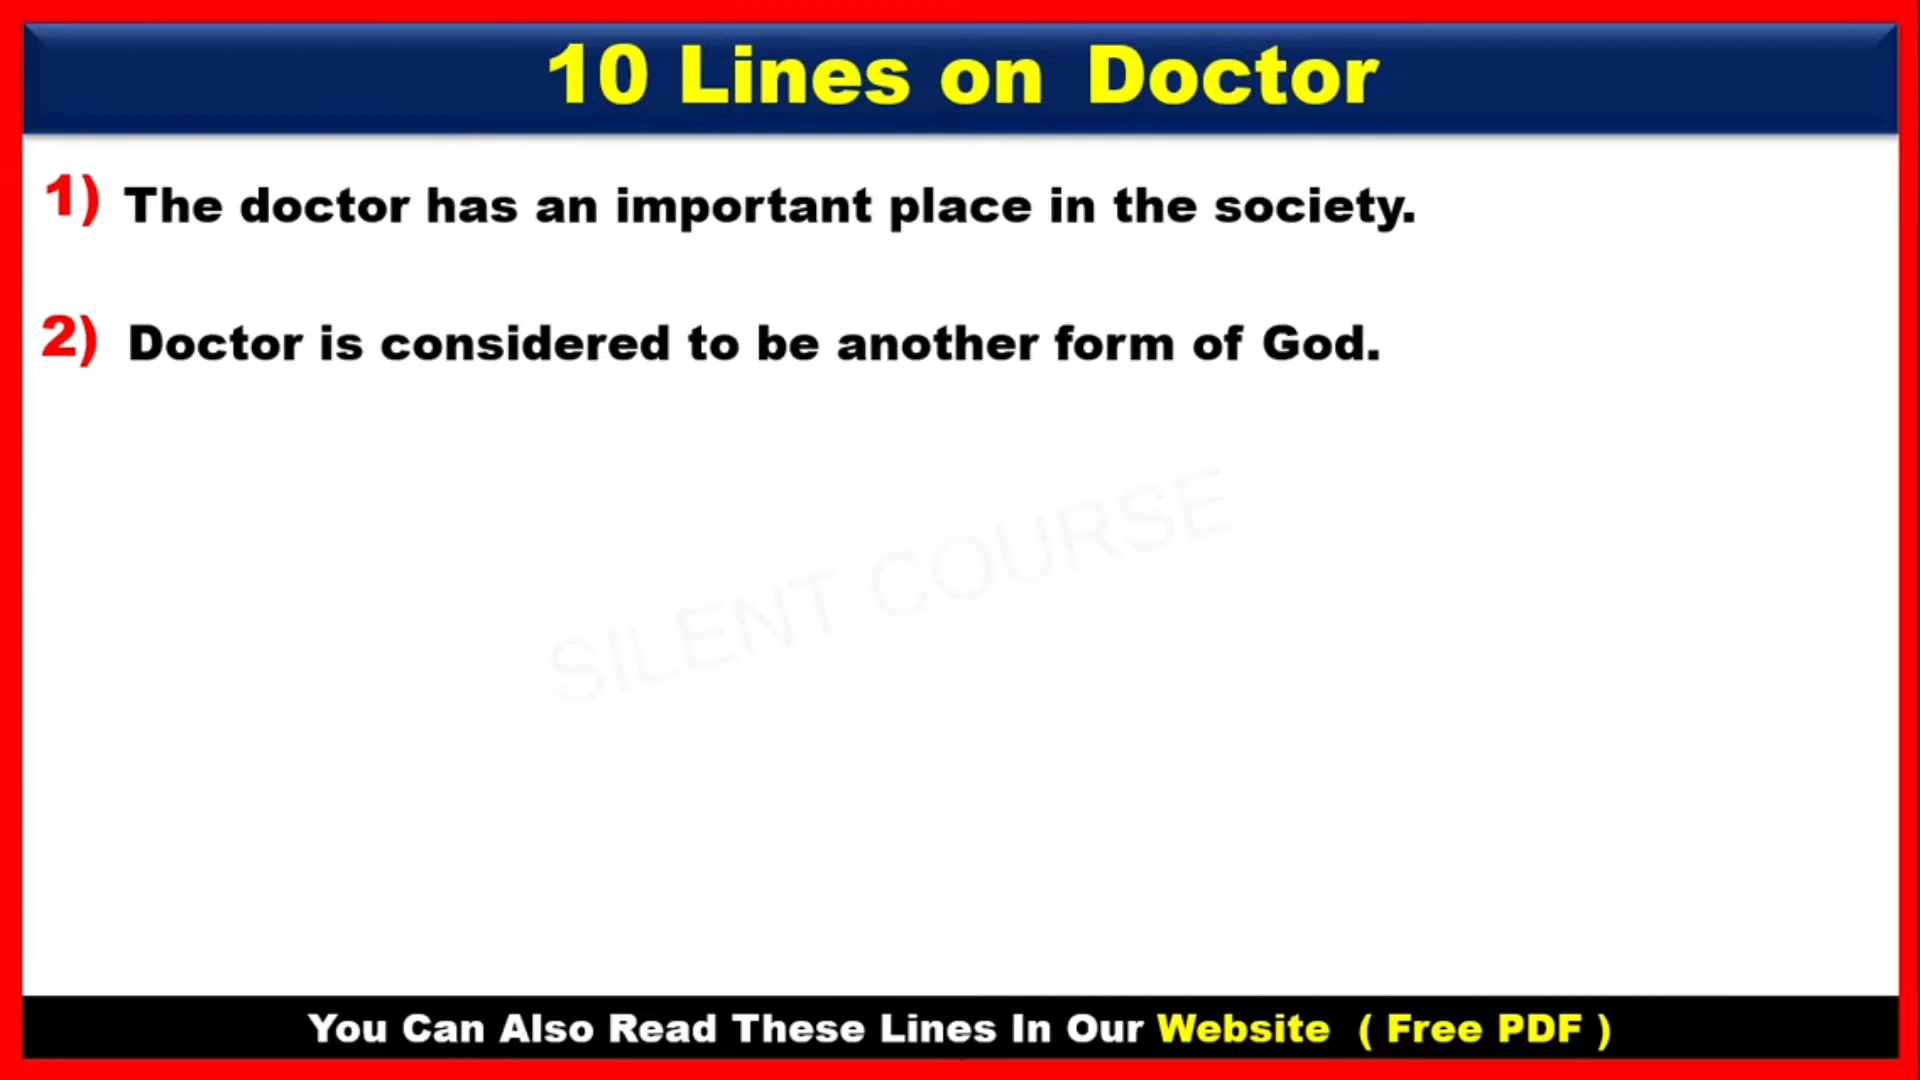 10 Lines on Doctor
1) The doctor has an important place in the society.
2) Doctor is considered to be another form of God.
SILENT COURSE
You Can Also Read These Lines In Our Website ( Free PDF )